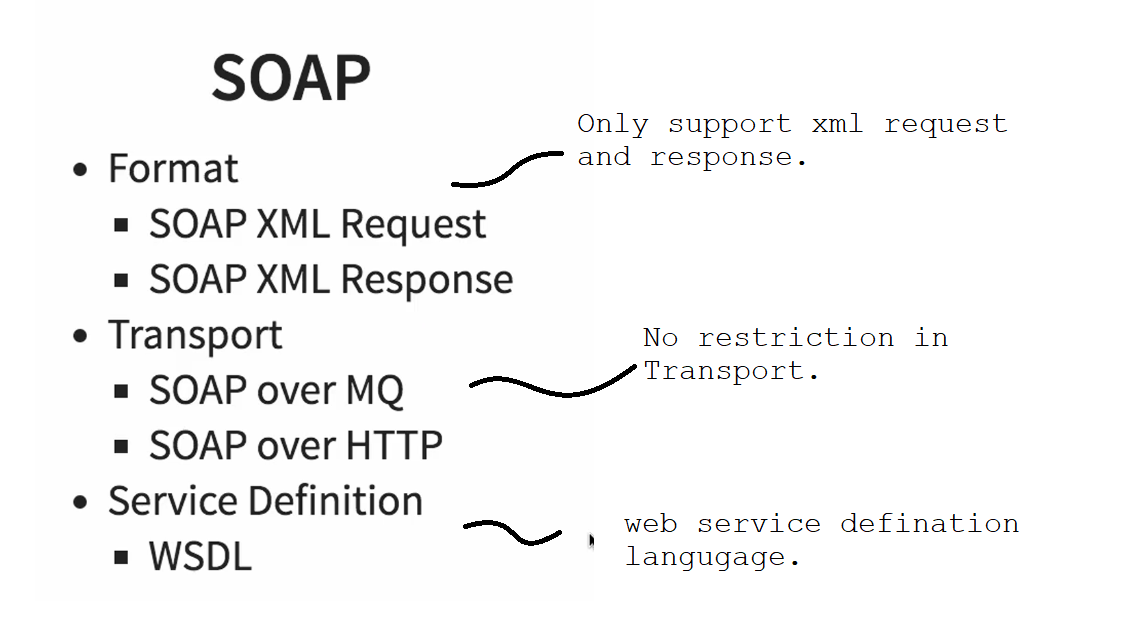 SOAP
Only support xml request
and response.
• Format
▪ SOAP XML Request
▪ SOAP XML Response
• Transport
No restriction in
Transport.
▪ SOAP over MQ
▪ SOAP over HTTP
• Service Definition
web service defination
langugage.
▪ WSDL